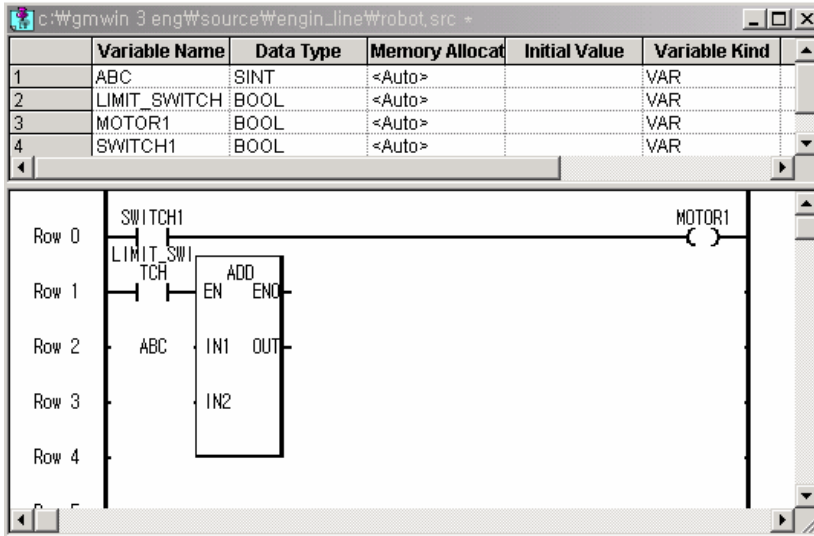 c:₩gmwin 3 eng₩source₩engin_line₩robot.src *
Variable Name Data Type Memory Allocat Initial Value Variable Kind
1 ABC SINT <Auto> VAR
2 LIMIT_SWITCH BOOL <Auto> VAR
3 MOTOR1 BOOL <Auto> VAR
4 SWITCH1 BOOL <Auto> VAR
SWITCH1 MOTOR1
Row 0
LIMIT_SWI
TCH ADD
Row 1 EN ENO
Row 2 ABC IN1 OUT
Row 3 IN2
Row 4